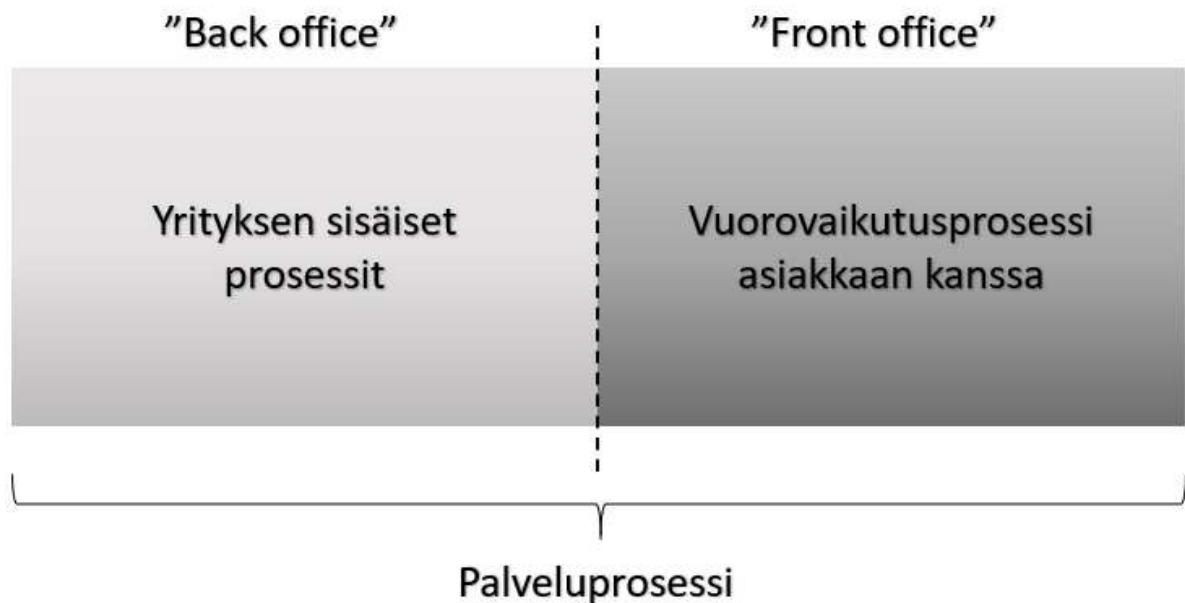 ”Back office”
”Front office”
Yrityksen sisäiset
prosessit
Vuorovaikutusprosessi
asiakkaan kanssa
Palveluprosessi